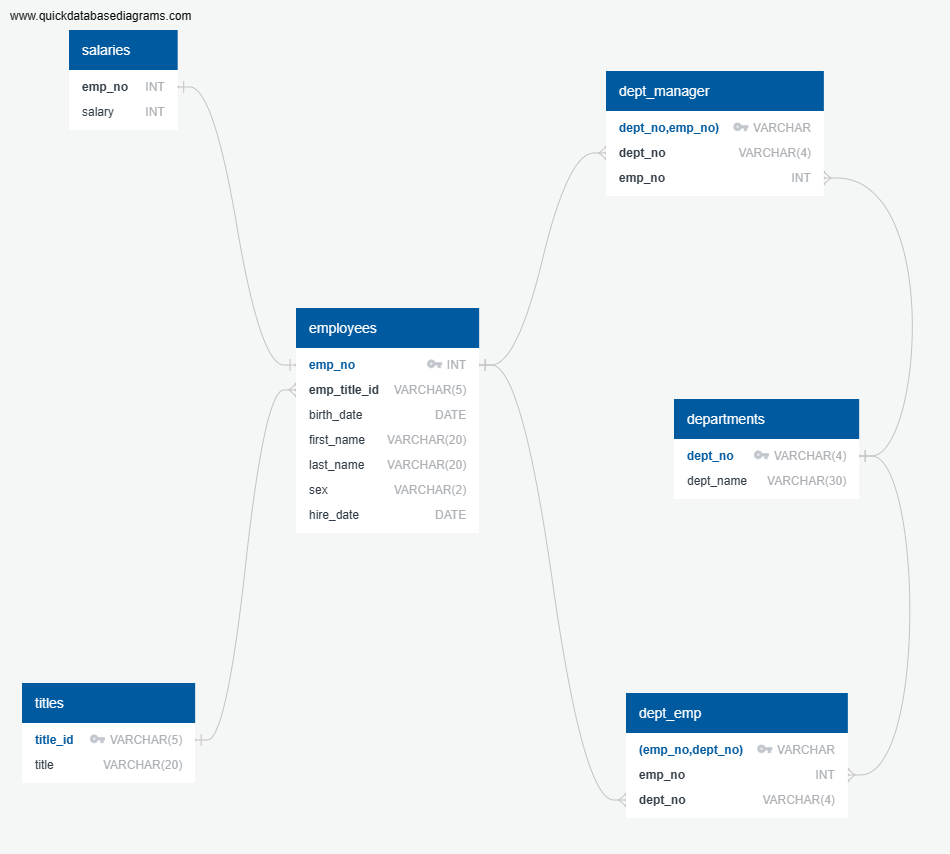 www.quickdatabasediagrams.com
salaries
emp_no INT
salary INT
dept_manager
dept_no,emp_no) VARCHAR
dept_no VARCHAR(4)
emp_no INT
employees
emp_no INT
emp_title_id VARCHAR(5)
birth_date DATE
first_name VARCHAR(20)
last_name VARCHAR(20)
sex VARCHAR(2)
hire_date DATE
departments
dept_no VARCHAR(4)
dept_name VARCHAR(30)
titles
title_id VARCHAR(5)
title VARCHAR(20)
dept_emp
(emp_no,dept_no) VARCHAR
emp_no INT
dept_no VARCHAR(4)